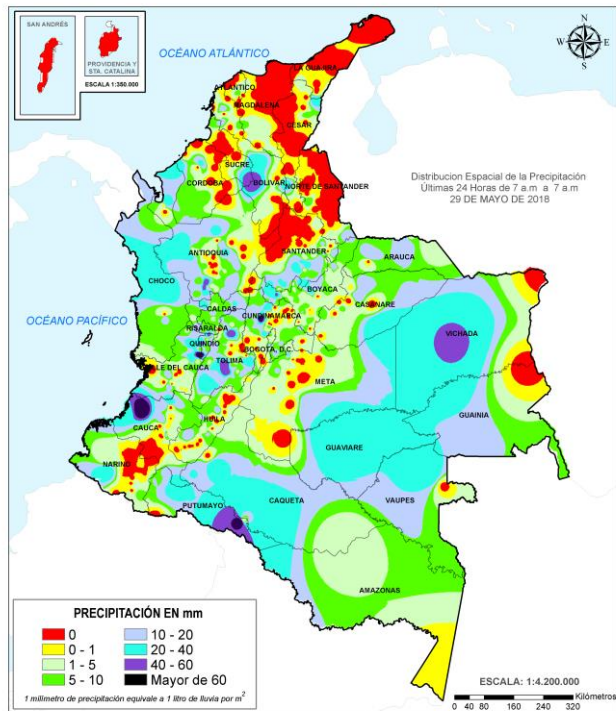 SAN ANDRÉS
PROVIDENCIA Y
STA. CATALINA
ESCALA 1:380.000
OCÉANO ATLÁNTICO
N
W E
S
LA GUAJIRA
ATLÁNTICO
MAGDALENA
CESAR
SUCRE
Distribucion Espacial de la Precipitación
Últimas 24 Horas de 7 a.m a 7 a.m
29 DE MAYO DE 2018
CORDOBA
BOLIVAR
NORTE DE SANTANDER
ANTIOQUIA
SANTANDER
ARAUCA
CHOCO
BOYACA
CASANARE
CALDAS
OCÉANO PACÍFICO
CUNDINAMARCA
RISARALDA
VICHADA
QUINDIO
BOGOTA, D.C.
TOLIMA
VALLE DEL CAUCA
META
GUAINIA
CAUCA
HUILA
GUAVIARE
NARIÑO
CAQUETA
VAUPES
PUTUMAYO
AMAZONAS
PRECIPITACIÓN EN mm
0
0 - 1
1 - 5
5 - 10
10 - 20
20 - 40
40 - 60
Mayor de 60
1 milimetro de precipitación equivale a 1 litro de lluvia por m²
ESCALA: 1:4.200.000
Kilómetros
0 40 80 160 240 320